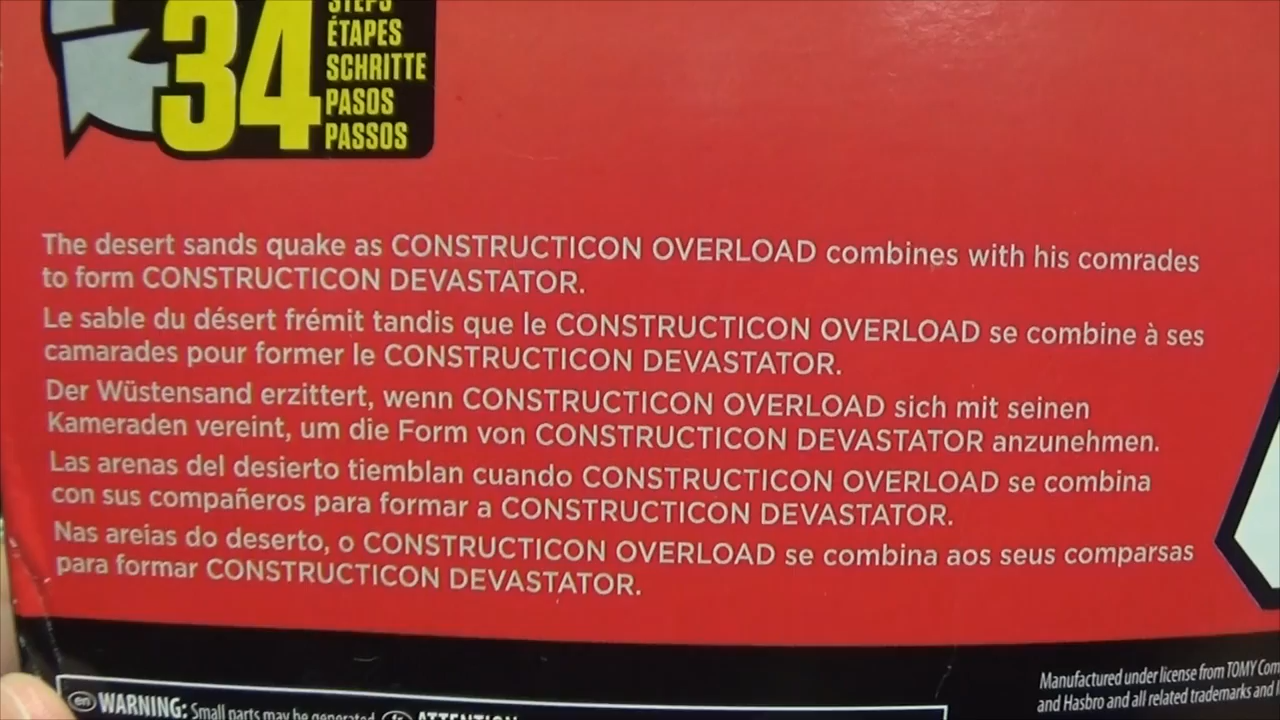 34
STEPS
ÉTAPES
SCHRITTE
PASOS
PASSOS
The desert sands quake as CONSTRUCTICON OVERLOAD combines with his comrades
to form CONSTRUCTICON DEVASTATOR.
Le sable du désert frémit tandis que le CONSTRUCTICON OVERLOAD se combine à ses
camarades pour former le CONSTRUCTICON DEVASTATOR.
Der Wüstensand erzittert, wenn CONSTRUCTICON OVERLOAD sich mit seinen
Kameraden vereint, um die Form von CONSTRUCTICON DEVASTATOR anzunehmen.
Las arenas del desierto tiemblan cuando CONSTRUCTICON OVERLOAD se combina
con sus compañeros para formar a CONSTRUCTICON DEVASTATOR.
Nas areias do deserto, o CONSTRUCTICON OVERLOAD se combina aos seus comparsas
para formar CONSTRUCTICON DEVASTATOR.
Manufactured under license from TOMY Com
and Hasbro and all related trademarks and
en WARNING: Small parts may be generated. fr ATTENTION